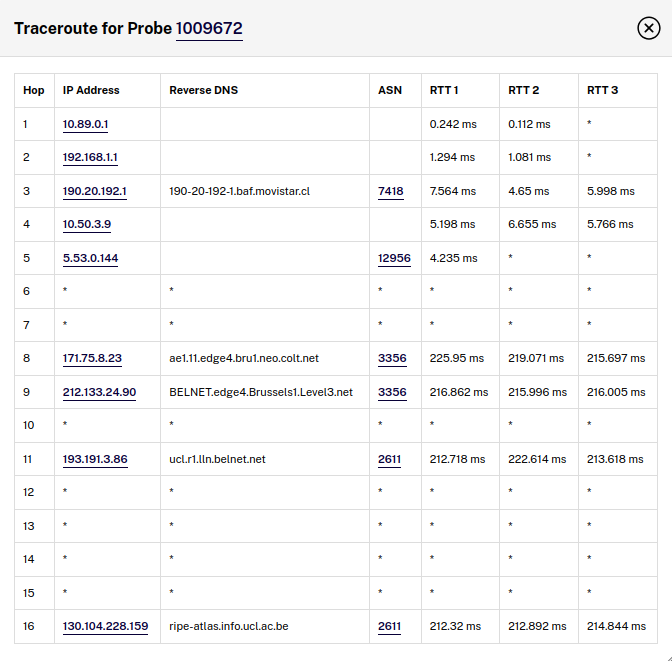 Traceroute for Probe 1009672
Hop IP Address Reverse DNS ASN RTT 1 RTT 2 RTT 3
1 10.89.0.1 0.242 ms 0.112 ms *
2 192.168.1.1 1.294 ms 1.081 ms *
3 190.20.192.1 190-20-192-1.baf.movistar.cl 7418 7.564 ms 4.65 ms 5.998 ms
4 10.50.3.9 5.198 ms 6.655 ms 5.766 ms
5 5.53.0.144 12956 4.235 ms * *
6 * * * * * *
7 * * * * * *
8 171.75.8.23 ae1.11.edge4.bru1.neo.colt.net 3356 225.95 ms 219.071 ms 215.697 ms
9 212.133.24.90 BELNET.edge4.Brussels1.Level3.net 3356 216.862 ms 215.996 ms 216.005 ms
10 * * * * * *
11 193.191.3.86 ucl.r1.lln.belnet.net 2611 212.718 ms 222.614 ms 213.618 ms
12 * * * * * *
13 * * * * * *
14 * * * * * *
15 * * * * * *
16 130.104.228.159 ripe-atlas.info.ucl.ac.be 2611 212.32 ms 212.892 ms 214.844 ms